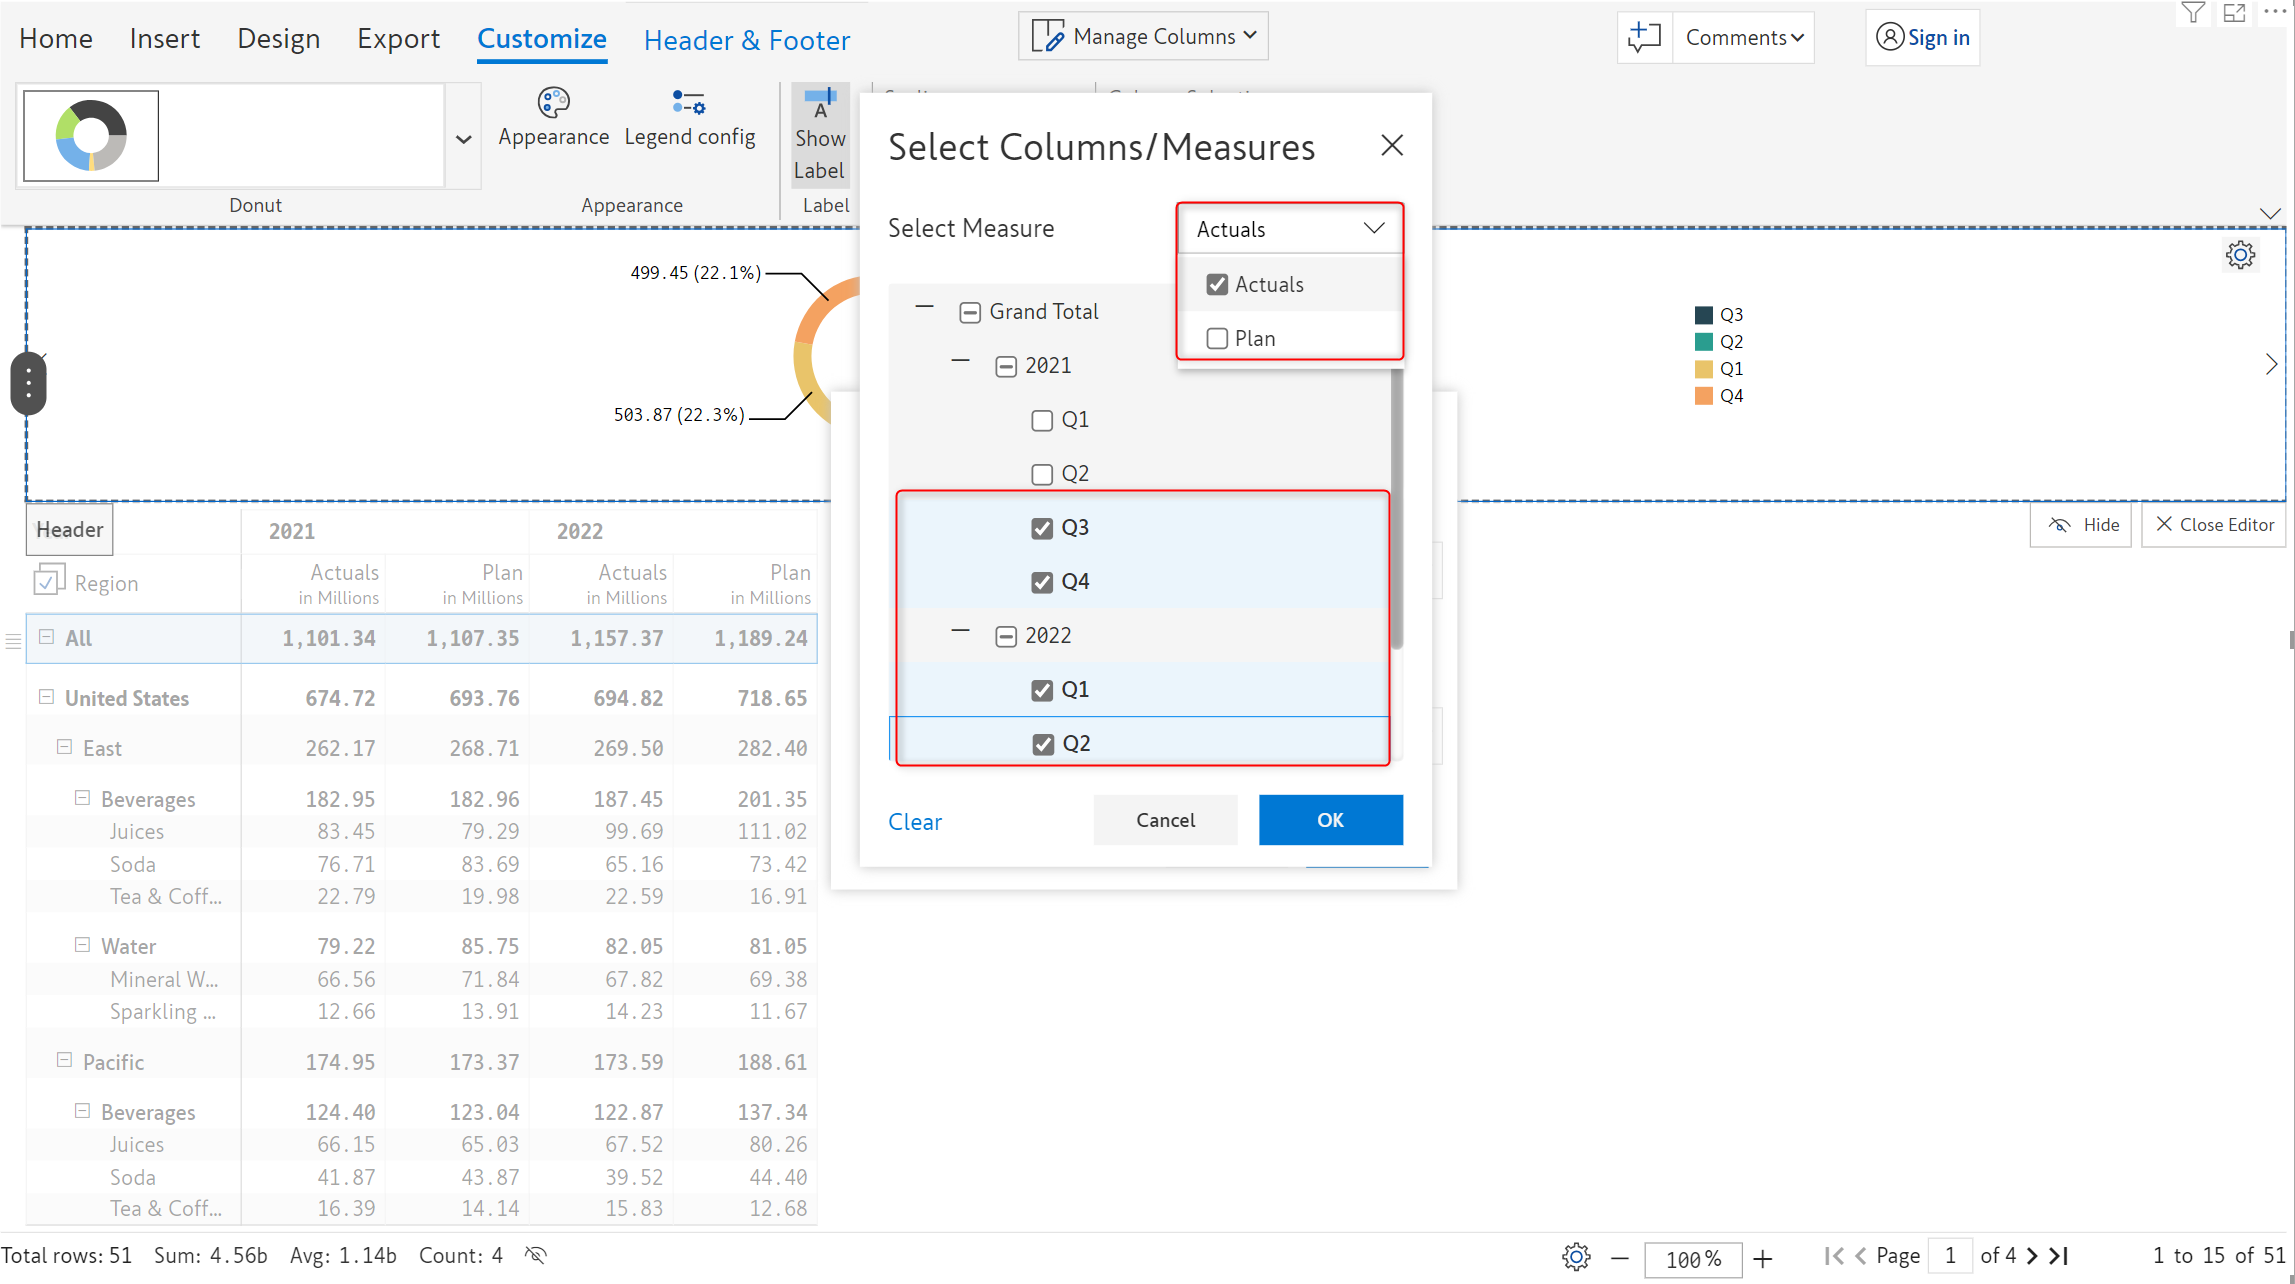 Home Insert Design Export Customize Header & Footer Manage Columns Comments Sign in
Appearance Legend config A Show Label
Donut Appearance Label
Select Columns/Measures
Select Measure Actuals
Actuals
Plan
Grand Total
2021
Q1
Q2
Q3
Q4
2022
Q1
Q2
Clear Cancel OK
499.45 (22.1%)
503.87 (22.3%)
Q3
Q2
Q1
Q4
Hide Close Editor
Header 2021 2022
Region Actuals in Millions Plan in Millions Actuals in Millions Plan in Millions
All 1,101.34 1,107.35 1,157.37 1,189.24
United States 674.72 693.76 694.82 718.65
East 262.17 268.71 269.50 282.40
Beverages 182.95 182.96 187.45 201.35
Juices 83.45 79.29 99.69 111.02
Soda 76.71 83.69 65.16 73.42
Tea & Coff... 22.79 19.98 22.59 16.91
Water 79.22 85.75 82.05 81.05
Mineral W... 66.56 71.84 67.82 69.38
Sparkling ... 12.66 13.91 14.23 11.67
Pacific 174.95 173.37 173.59 188.61
Beverages 124.40 123.04 122.87 137.34
Juices 66.15 65.03 67.52 80.26
Soda 41.87 43.87 39.52 44.40
Tea & Coff... 16.39 14.14 15.83 12.68
Total rows: 51 Sum: 4.56b Avg: 1.14b Count: 4 100% Page 1 of 4 1 to 15 of 51